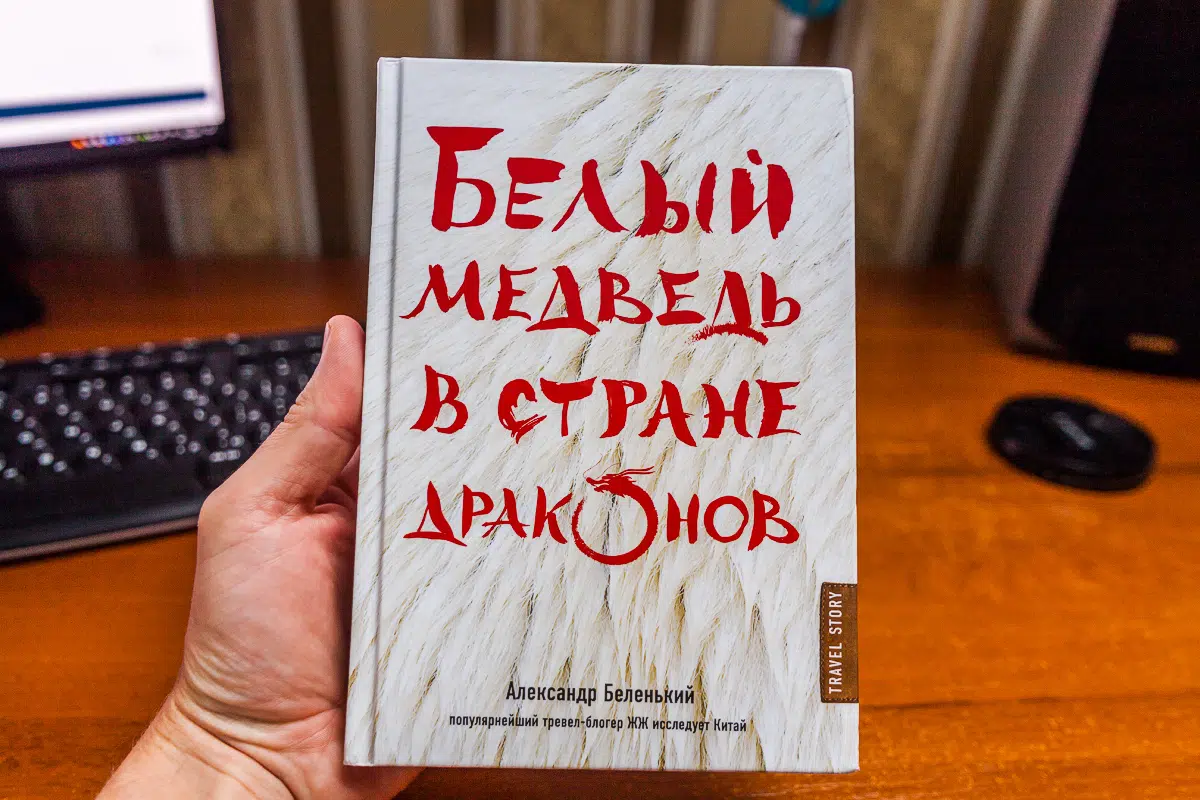 Белый
медведь
в стране
драконов
TRAVEL STORY
Александр Беленький
популярнейший тревел-блогер ЖЖ исследует Китай